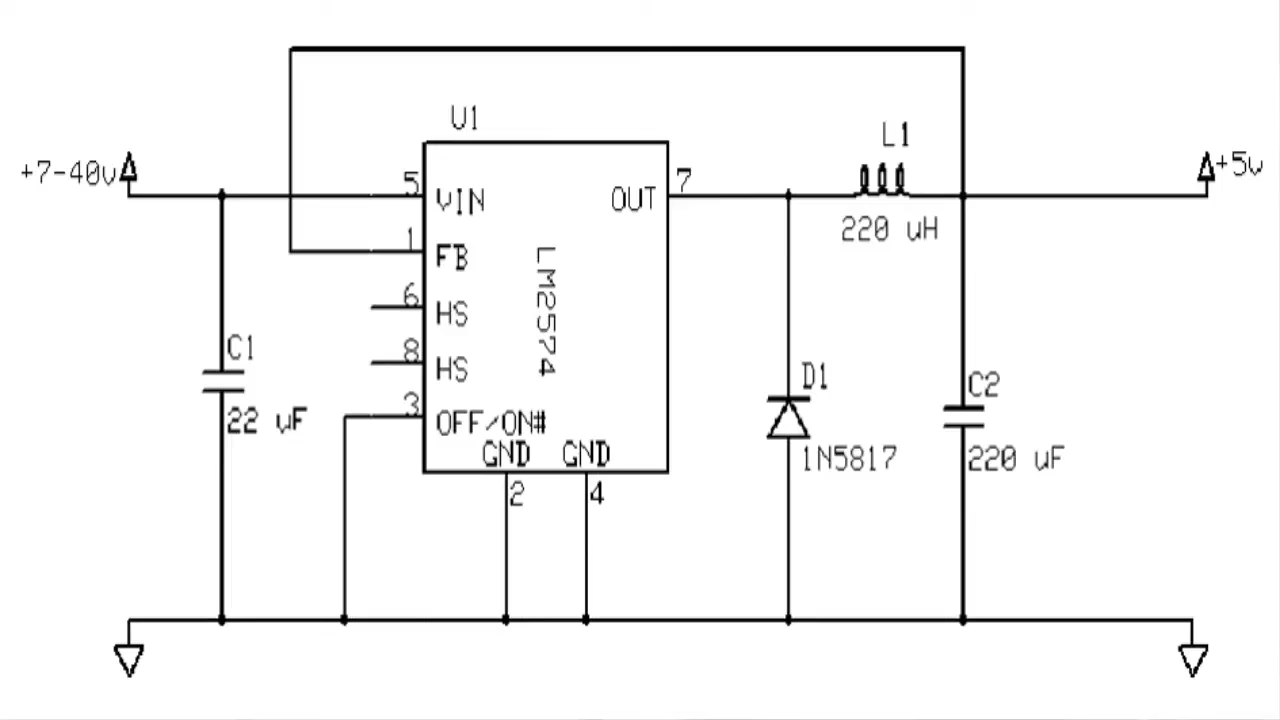 U1
L1
+7-40v
+5v
5
VIN
OUT
7
220 uH
1
FB
LM2574
6
HS
8
HS
C1
22 uF
3
OFF/ON#
GND
GND
2
4
D1
1N5817
C2
220 uF